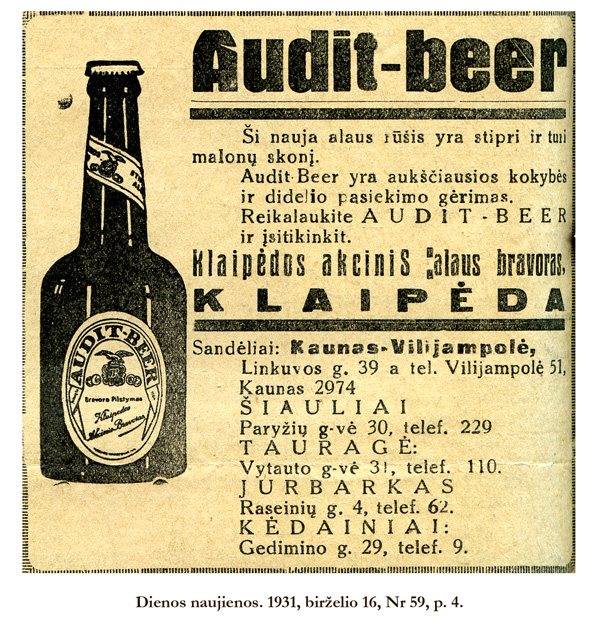 Audit-beer
Ši nauja alaus rūšis yra stipri ir turi
malonų skonį.
Audit-Beer yra aukščiausios kokybės
ir didelio pasiekimo gėrimas.
Reikalaukite AUDIT-BEER
ir įsitikinkit.
Klaipėdos akcinis alaus bravoras,
KLAIPĖDA
Sandėliai: Kaunas-Vilijampolė,
Linkuvos g. 39 a tel. Vilijampolė 51,
Kaunas 2974
ŠIAULIAI
Paryžių g-vė 30, telef. 229
TAURAGĖ:
Vytauto g-vė 31, telef. 110.
JURBARKAS
Raseinių g. 4, telef. 62.
KĖDAINIAI:
Gedimino g. 29, telef. 9.
AUDIT-BEER
Bravoro Pilstymas
Klaipėdos
Akcinis Bravoras
Dienos naujienos. 1931, birželio 16, Nr 59, p. 4.